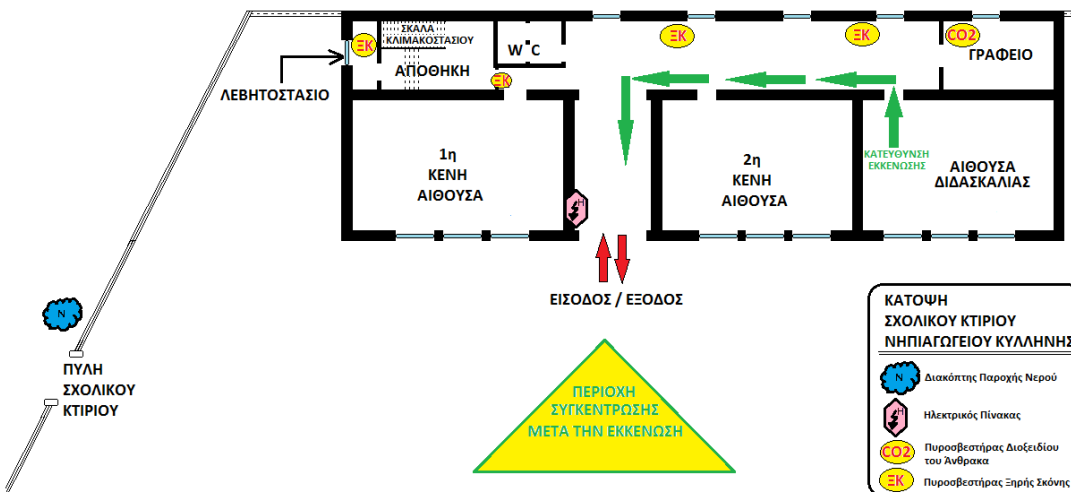 ΣΚΑΛΑ
ΚΛΙΜΑΚΟΣΤΑΣΙΟΥ
ΞΚ
W C
ΞΚ
ΞΚ
CO2
ΓΡΑΦΕΙΟ
ΑΠΟΘΗΚΗ
ΞΚ
ΛΕΒΗΤΟΣΤΑΣΙΟ
1η
ΚΕΝΗ
ΑΙΘΟΥΣΑ
2η
ΚΕΝΗ
ΑΙΘΟΥΣΑ
ΚΑΤΕΥΘΥΝΣΗ
ΕΚΚΕΝΩΣΗΣ
ΑΙΘΟΥΣΑ
ΔΙΔΑΣΚΑΛΙΑΣ
Η
ΕΙΣΟΔΟΣ / ΕΞΟΔΟΣ
N
ΠΥΛΗ
ΣΧΟΛΙΚΟΥ
ΚΤΙΡΙΟΥ
ΠΕΡΙΟΧΗ
ΣΥΓΚΕΝΤΡΩΣΗΣ
ΜΕΤΑ ΤΗΝ ΕΚΚΕΝΩΣΗ
ΚΑΤΟΨΗ
ΣΧΟΛΙΚΟΥ ΚΤΙΡΙΟΥ
ΝΗΠΙΑΓΩΓΕΙΟΥ ΚΥΛΛΗΝΗΣ
N
Διακόπτης Παροχής Νερού
Η
Ηλεκτρικός Πίνακας
CO2
Πυροσβεστήρας Διοξειδίου
του Άνθρακα
ΞΚ
Πυροσβεστήρας Ξηρής Σκόνης